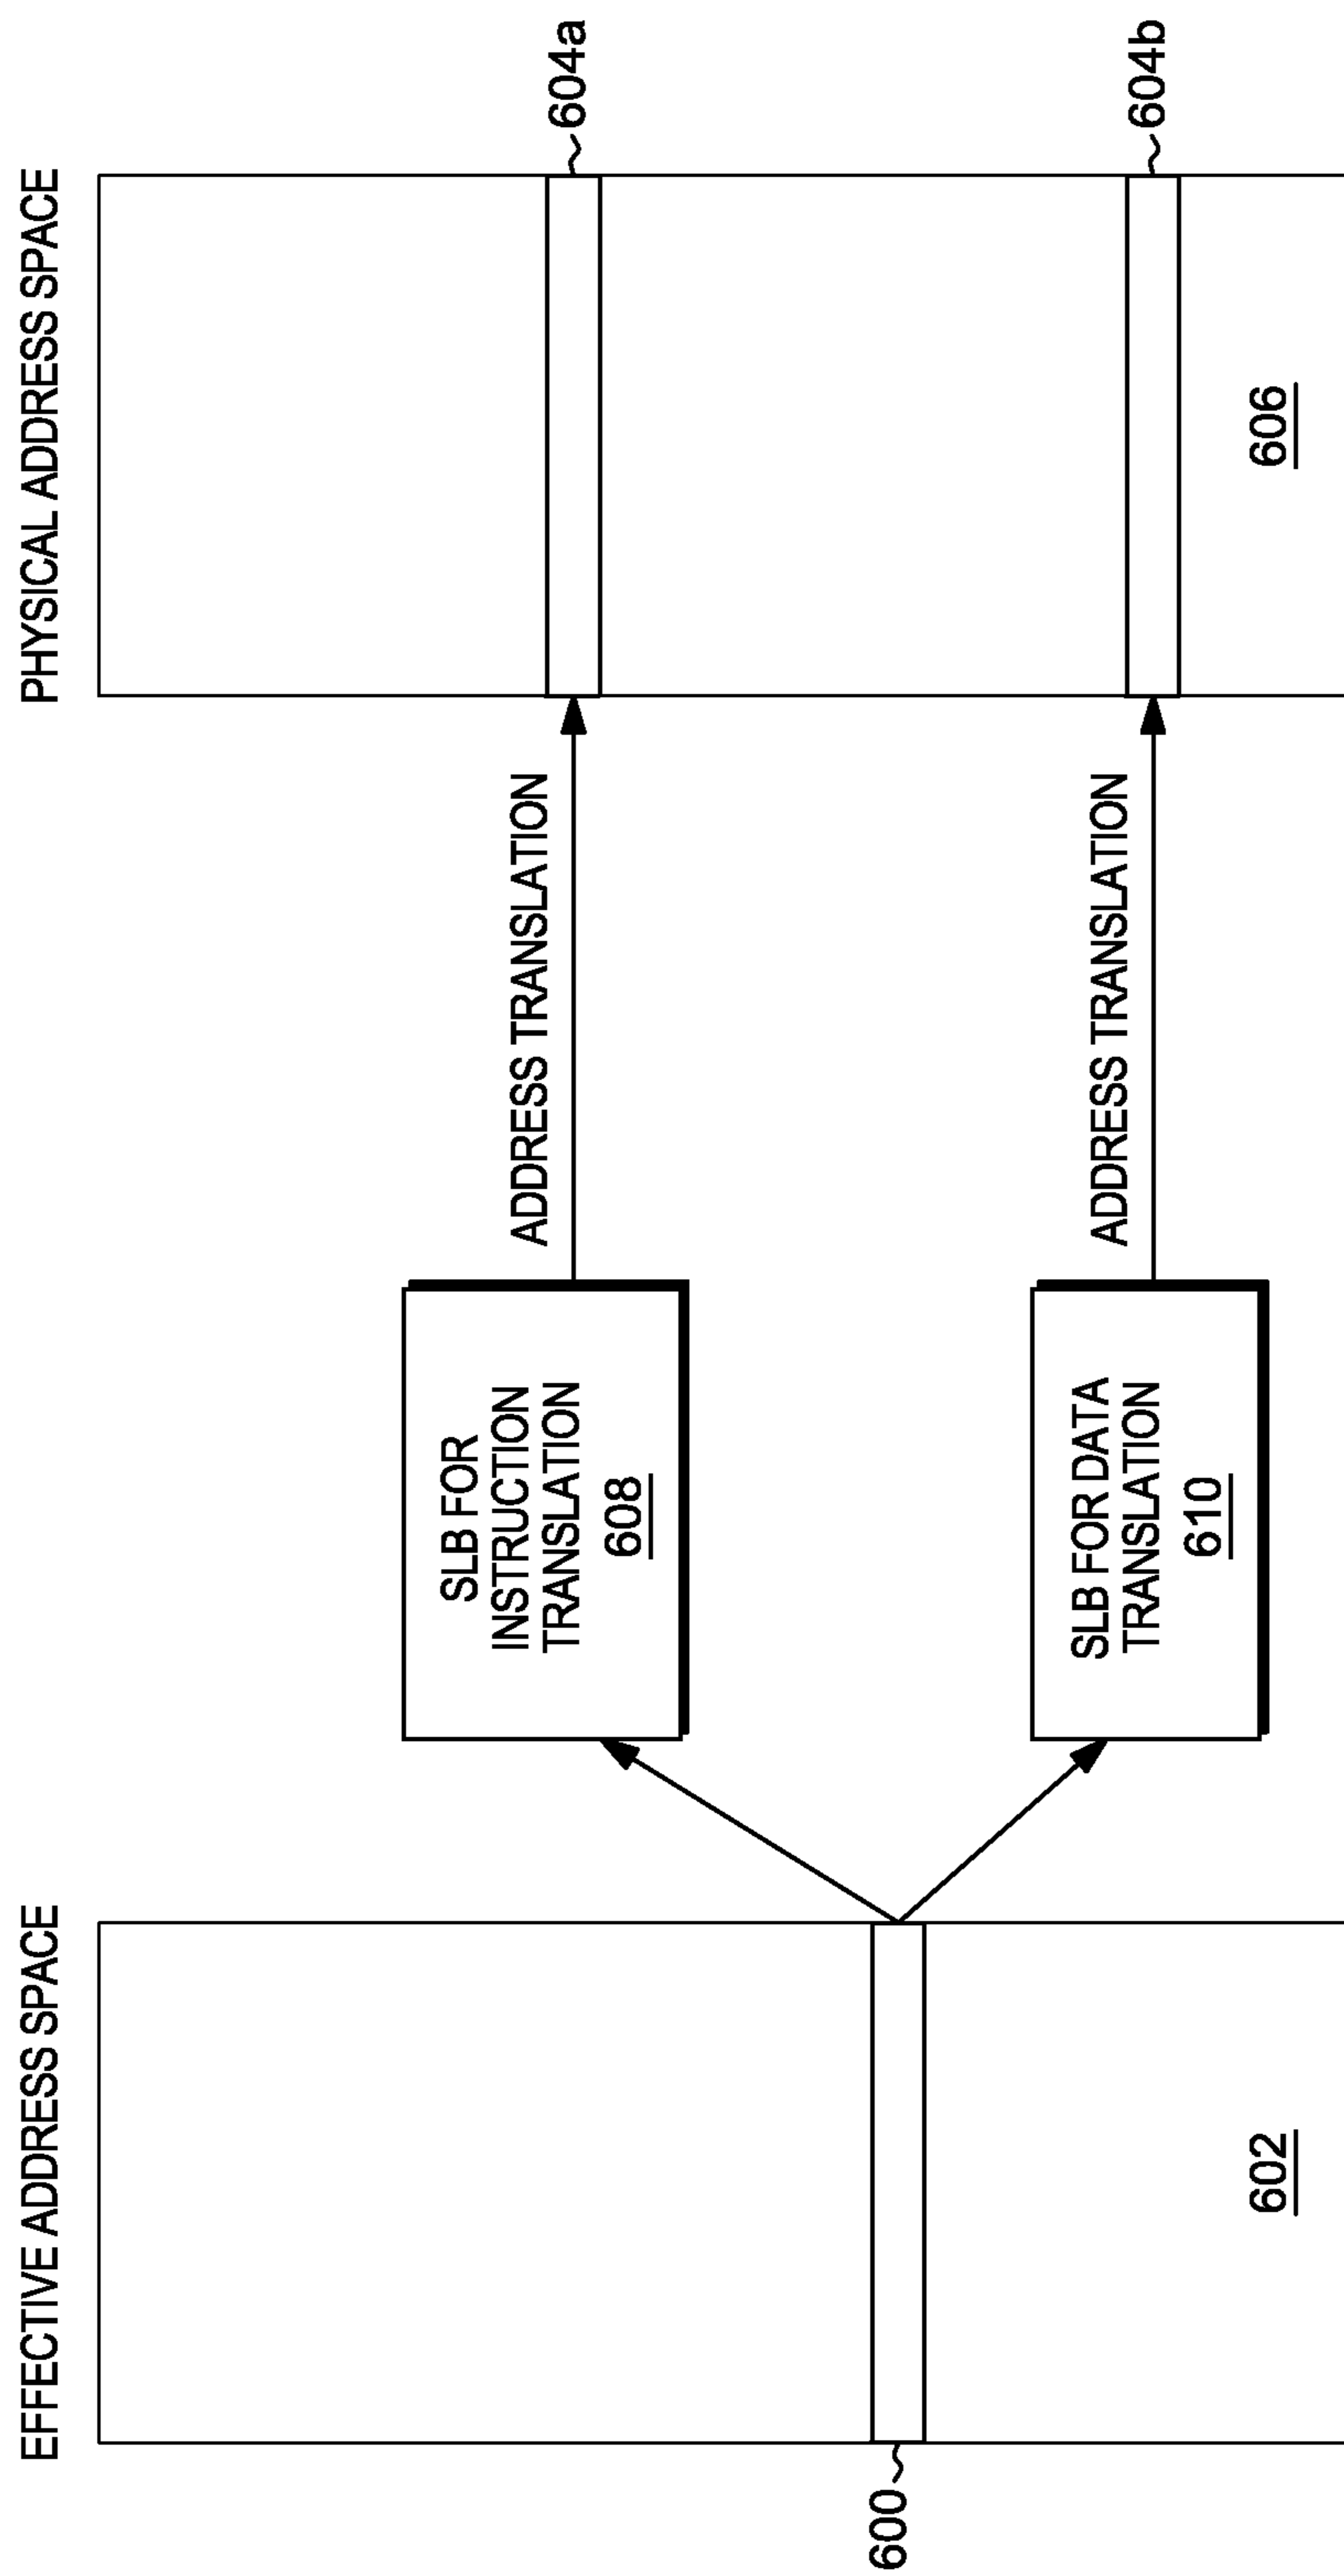 EFFECTIVE ADDRESS SPACE
PHYSICAL ADDRESS SPACE
SLB FOR
INSTRUCTION
TRANSLATION
608
ADDRESS TRANSLATION
604a
600
SLB FOR DATA
TRANSLATION
610
ADDRESS TRANSLATION
604b
602
606